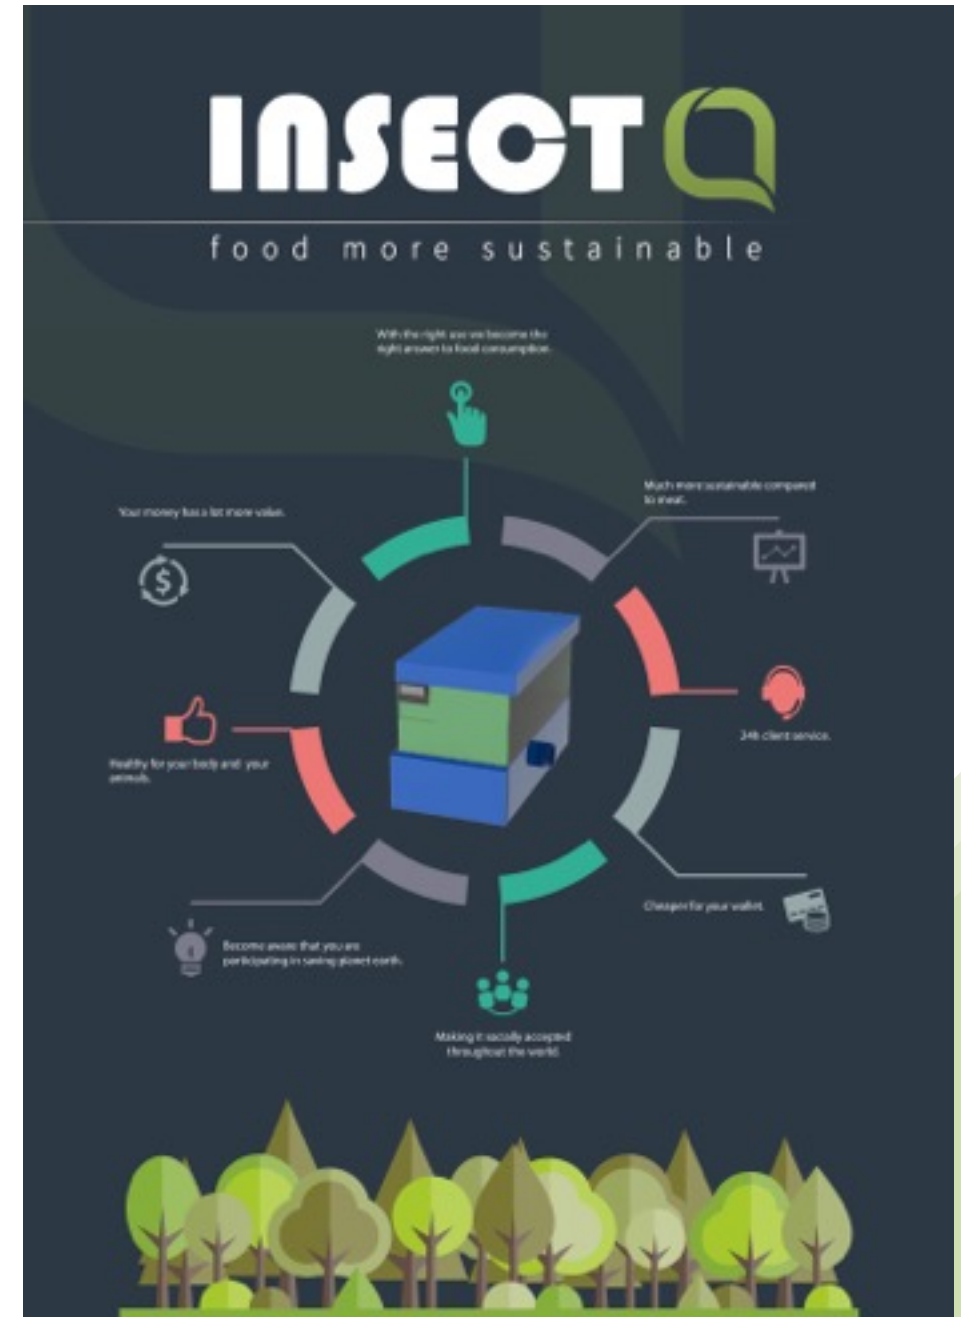 INSECT Q
food more sustainable
With the right use we become the
right answer to food consumption.
Much more sustainable compared
to meat.
Your money has a lot more value.
$
24h client service.
Healthy for your body and your
animals.
Cheaper for your wallet.
Become aware that you are
participating in saving planet earth.
Making it socially accepted
throughout the world.